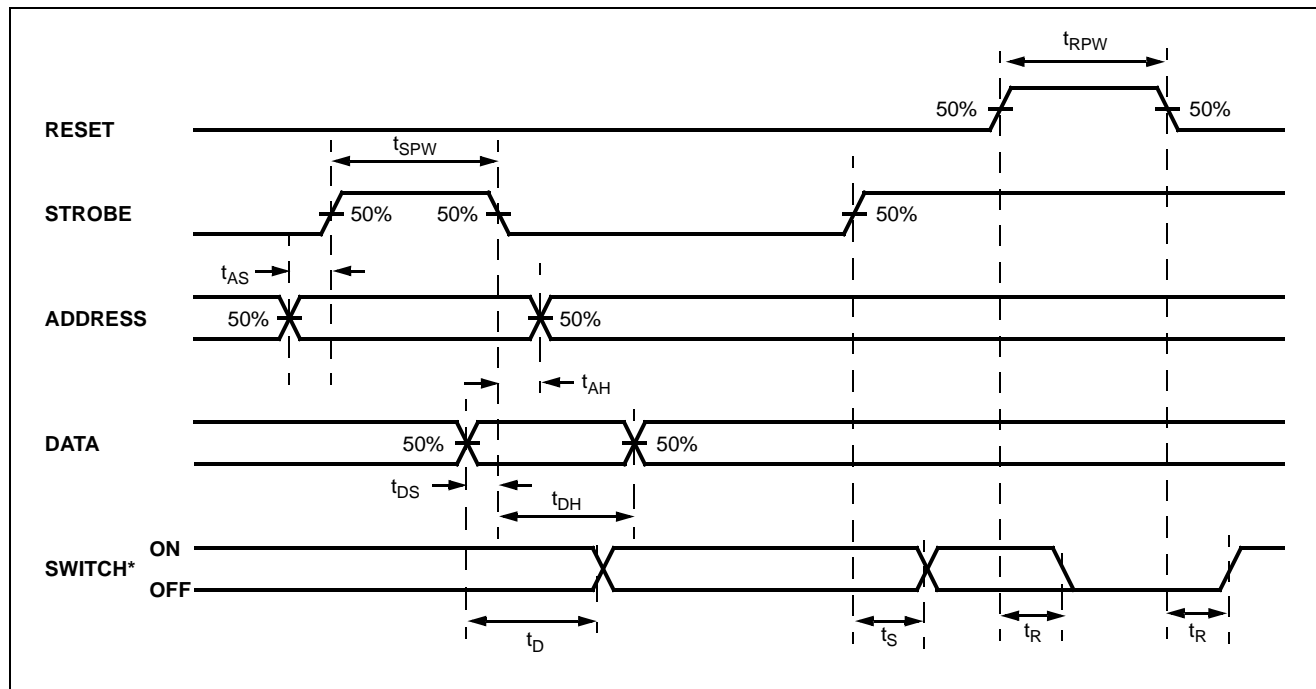 tRPW
50% 50%
RESET
tSPW
STROBE 50% 50% 50%
tAS
ADDRESS 50% 50%
tAH
DATA 50% 50%
tDS tDH
ON
SWITCH*
OFF
tD tS tR tR